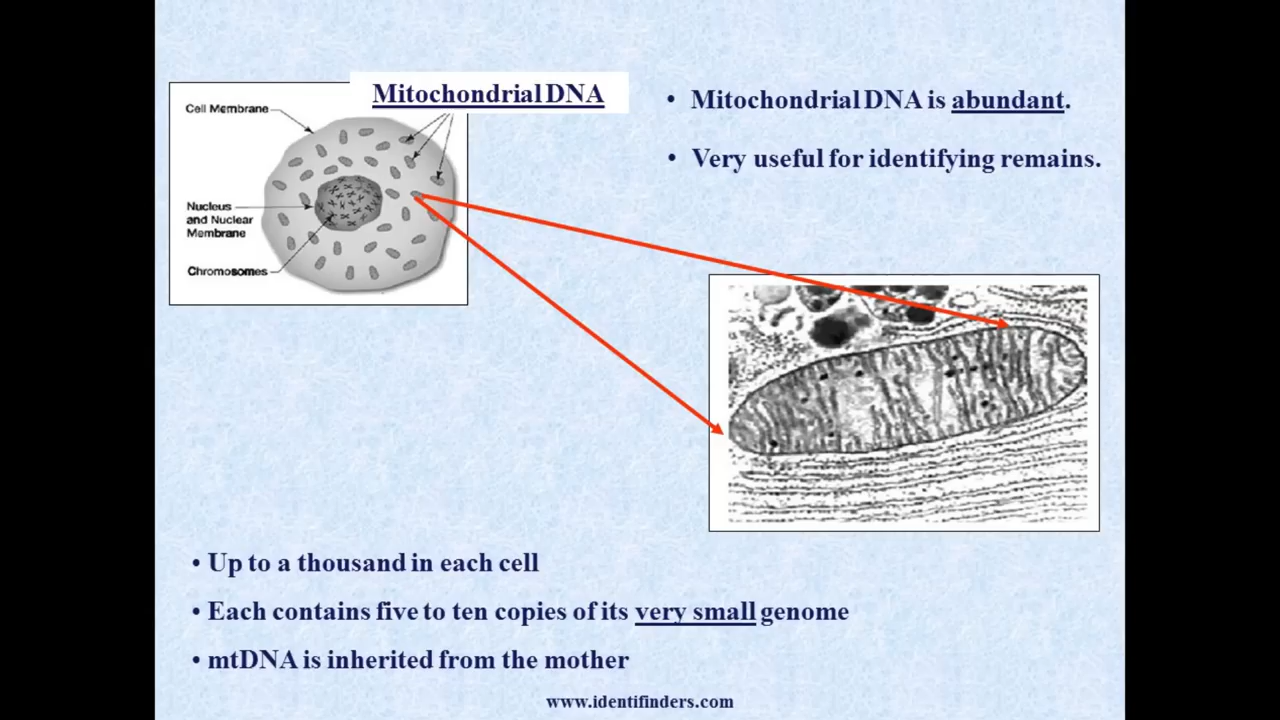 Mitochondrial DNA
Cell Membrane
Nucleus
and Nuclear
Membrane
Chromosomes
• Mitochondrial DNA is abundant.
• Very useful for identifying remains.
• Up to a thousand in each cell
• Each contains five to ten copies of its very small genome
• mtDNA is inherited from the mother
www.identifinders.com